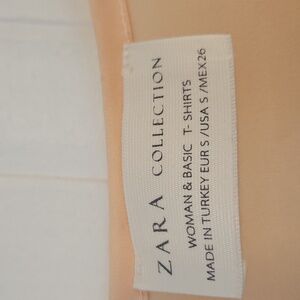 ZARA COLLECTION
WOMAN & BASIC T- SHIRTS
MADE IN TURKEY EUR S /USA S /MEX26